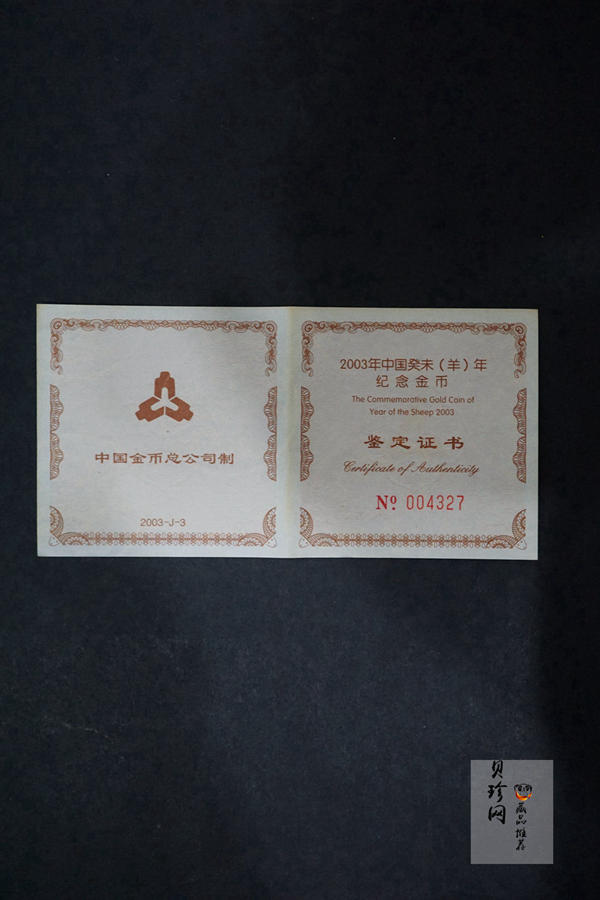 中国金币总公司制
2003-J-3
2003年中国癸未（羊）年
纪念金币
The Commemorative Gold Coin of
Year of the Sheep 2003
鉴定证书
Certificate of Authenticity
Nº 004327
贝珍网
藏品推荐